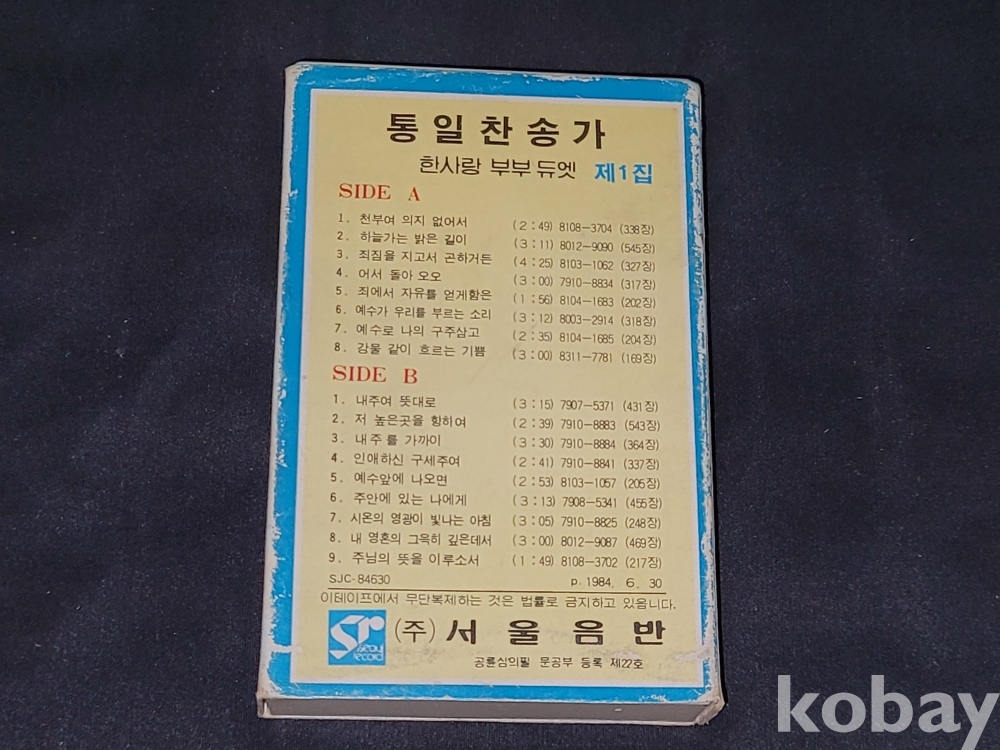 통일찬송가
한사랑 부부 듀엣 제1집
SIDE A
1. 천부여 의지 없어서 (2:49) 8108-3704 (338장)
2. 하늘가는 밝은 길이 (3:11) 8012-9090 (545장)
3. 죄짐을 지고서 곤하거든 (4:25) 8103-1062 (327장)
4. 어서 돌아 오오 (3:00) 7910-8834 (317장)
5. 죄에서 자유를 얻게함은 (1:56) 8104-1683 (202장)
6. 예수가 우리를 부르는 소리 (3:12) 8003-2914 (318장)
7. 예수로 나의 구주삼고 (2:35) 8104-1685 (204장)
8. 강물 같이 흐르는 기쁨 (3:00) 8311-7781 (169장)
SIDE B
1. 내주여 뜻대로 (3:15) 7907-5371 (431장)
2. 저 높은곳을 힝하여 (2:39) 7910-8883 (543장)
3. 내주를 가까이 (3:30) 7910-8884 (364장)
4. 인애하신 구세주여 (2:41) 7910-8841 (337장)
5. 예수앞에 나오면 (2:53) 8103-1057 (205장)
6. 주안에 있는 나에게 (3:13) 7908-5341 (455장)
7. 시온의 영광이 빛나는 아침 (3:05) 7910-8825 (248장)
8. 내 영혼의 그윽히 깊은데서 (3:00) 8012-9087 (469장)
9. 주님의 뜻을 이루소서 (1:49) 8108-3702 (217장)
SJC-84630 p. 1984. 6. 30
이테이프에서 무단복제하는 것은 법률로 금지하고 있읍니다.
sr seoul record (주) 서울음반
공륜심의필 문공부 등록 제22호
kobay